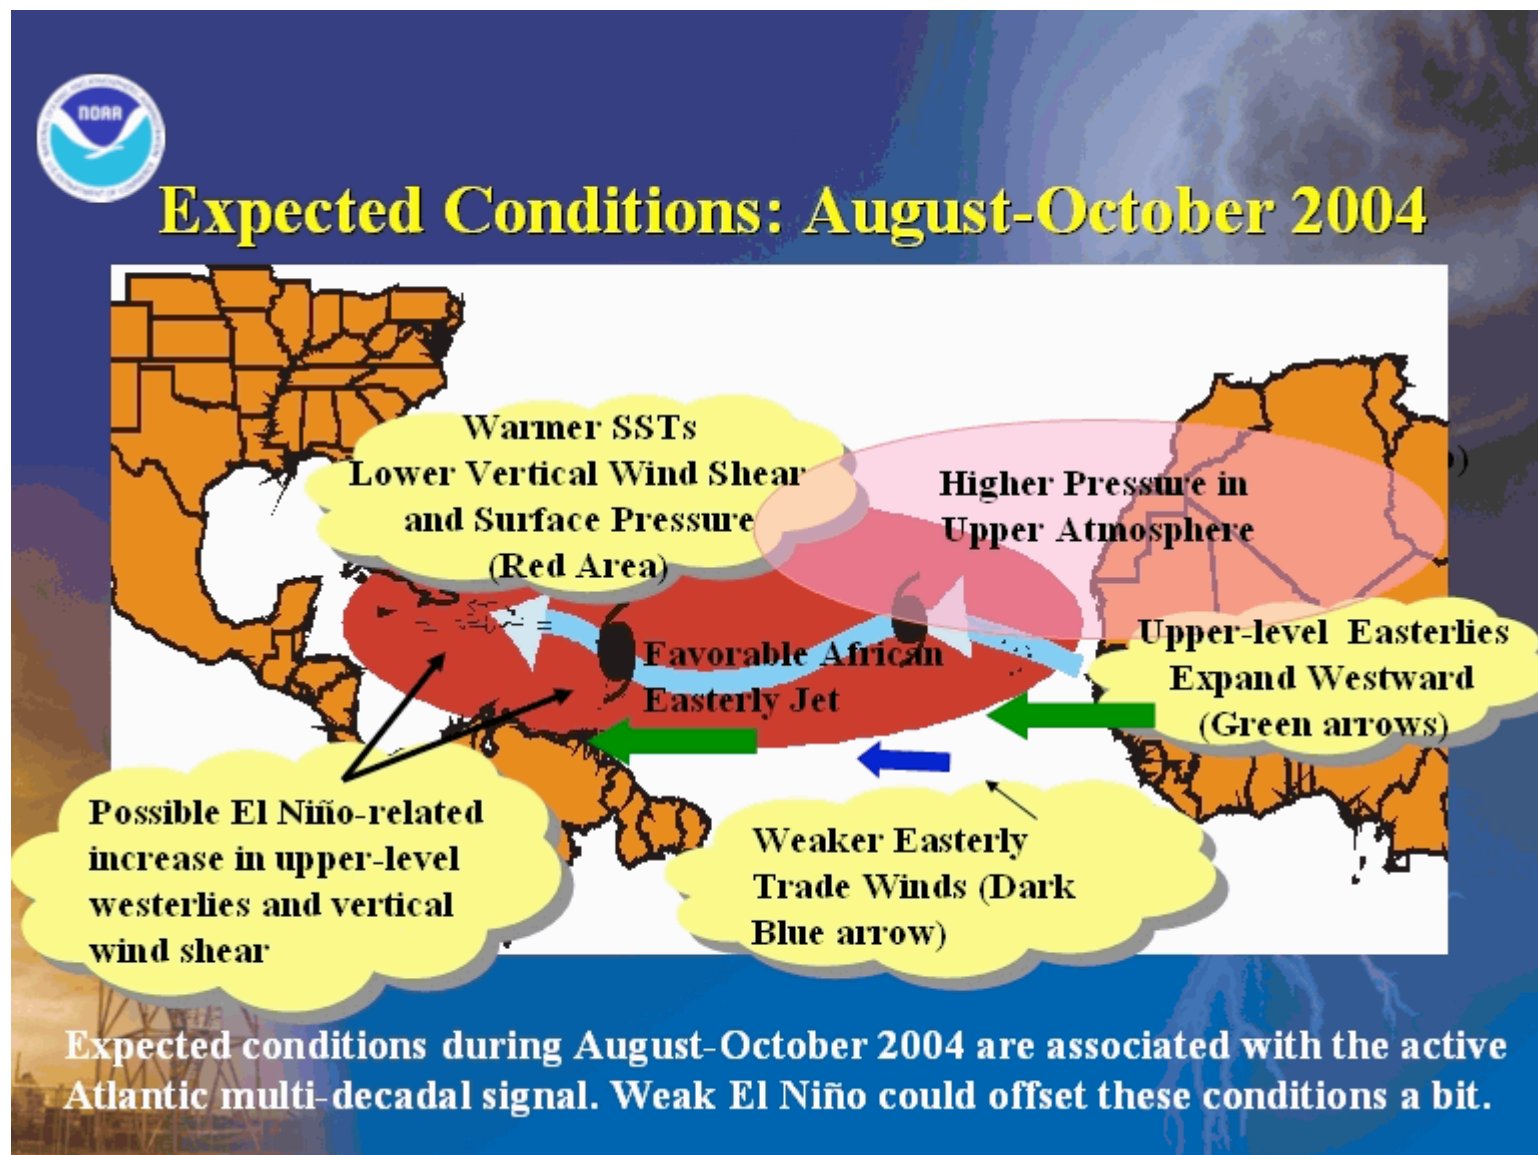 NOAA
Expected Conditions: August-October 2004
Warmer SSTs
Lower Vertical Wind Shear
and Surface Pressure
(Red Area)
Higher Pressure in
Upper Atmosphere
)
Favorable African
Easterly Jet
Upper-level Easterlies
Expand Westward
(Green arrows)
Possible El Niño-related
increase in upper-level
westerlies and vertical
wind shear
Weaker Easterly
Trade Winds (Dark
Blue arrow)
Expected conditions during August-October 2004 are associated with the active
Atlantic multi-decadal signal. Weak El Niño could offset these conditions a bit.